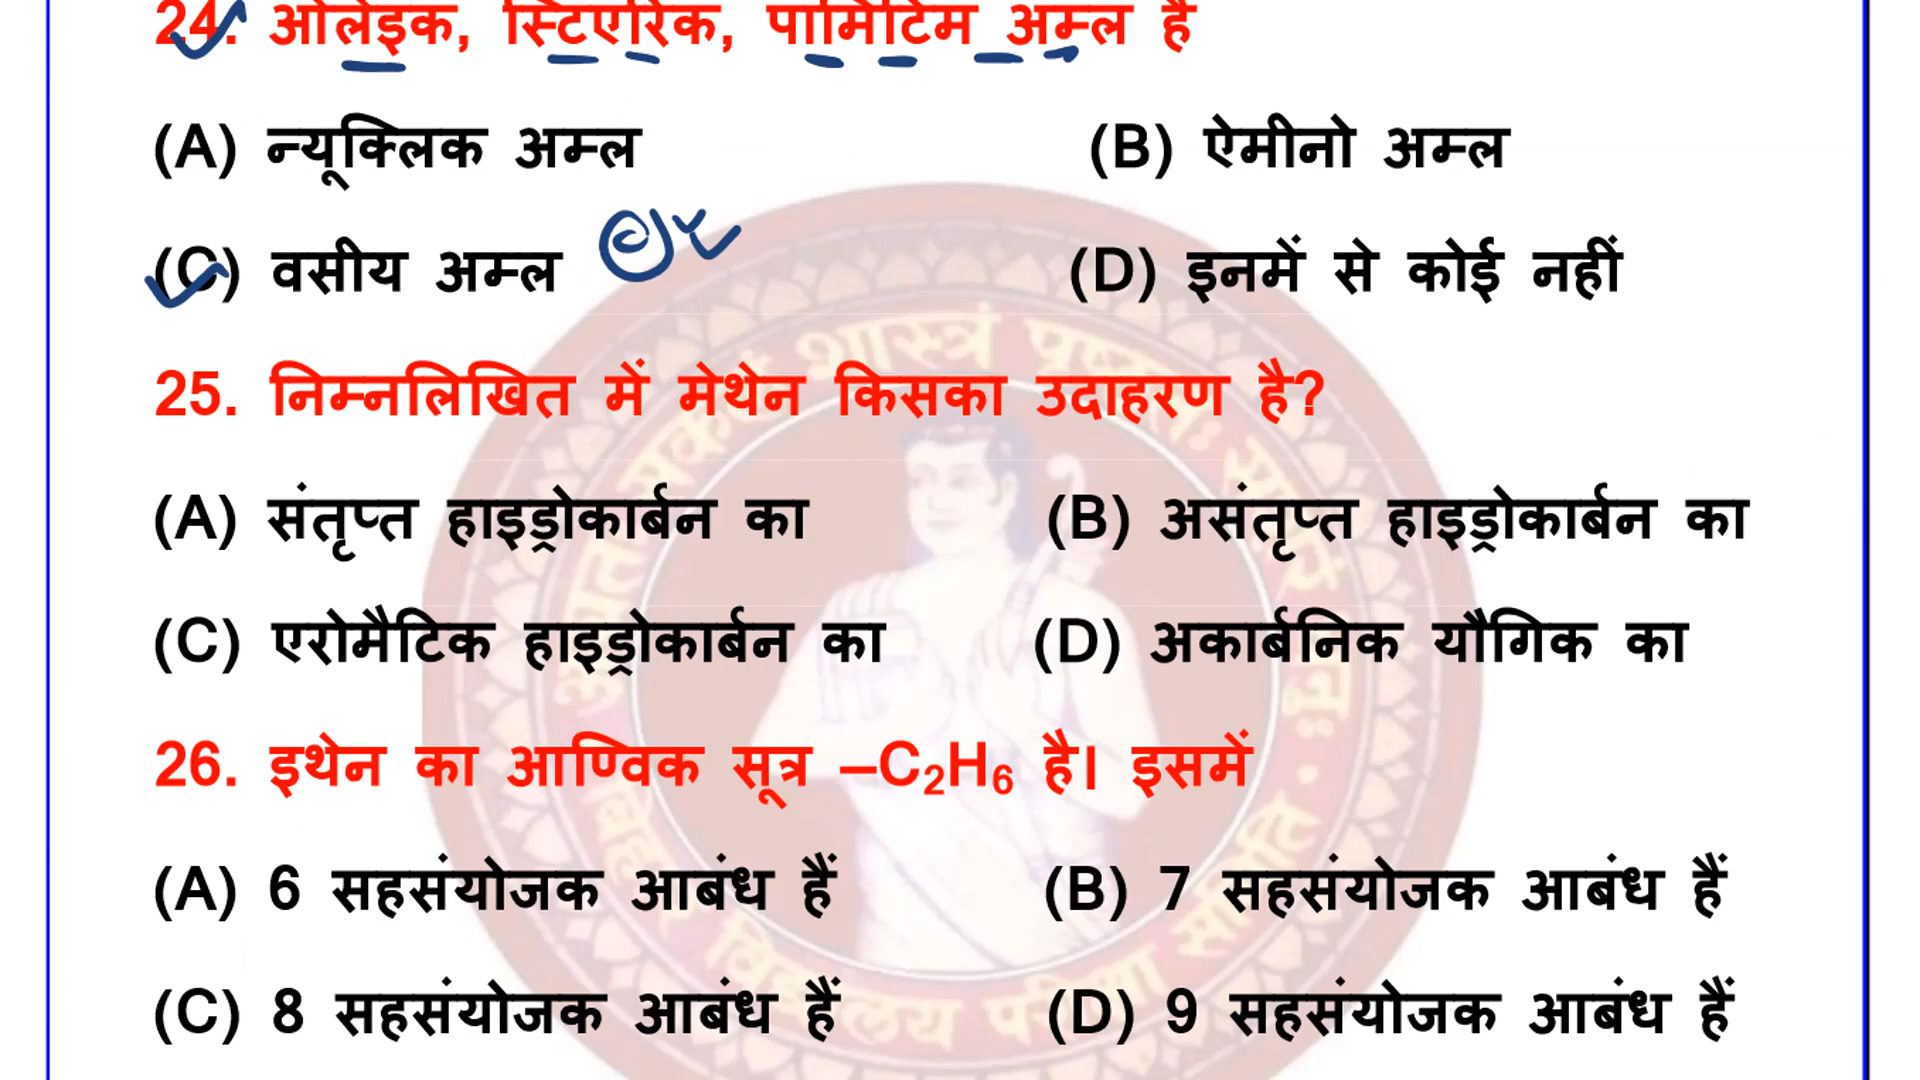 24. ओलेइक, स्टिएरिक, पामिटिम अम्ल है
(A) न्यूक्लिक अम्ल (B) ऐमीनो अम्ल
(C) वसीय अम्ल (D) इनमें से कोई नहीं
25. निम्नलिखित में मेथेन किसका उदाहरण है?
(A) संतृप्त हाइड्रोकार्बन का (B) असंतृप्त हाइड्रोकार्बन का
(C) एरोमैटिक हाइड्रोकार्बन का (D) अकार्बनिक यौगिक का
26. इथेन का आण्विक सूत्र –C₂H₆ है। इसमें
(A) 6 सहसंयोजक आबंध हैं (B) 7 सहसंयोजक आबंध हैं
(C) 8 सहसंयोजक आबंध हैं (D) 9 सहसंयोजक आबंध हैं